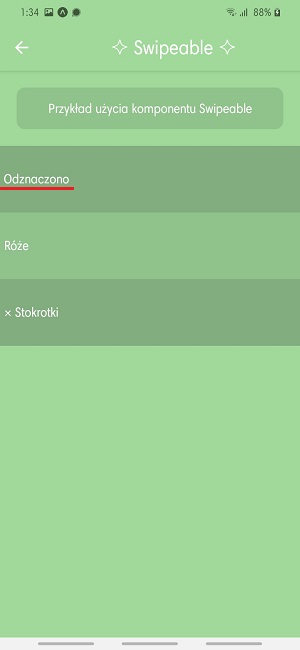 1:34 88%
✧ Swipeable ✧
Przykład użycia komponentu Swipeable
Odznaczono
Róże
× Stokrotki